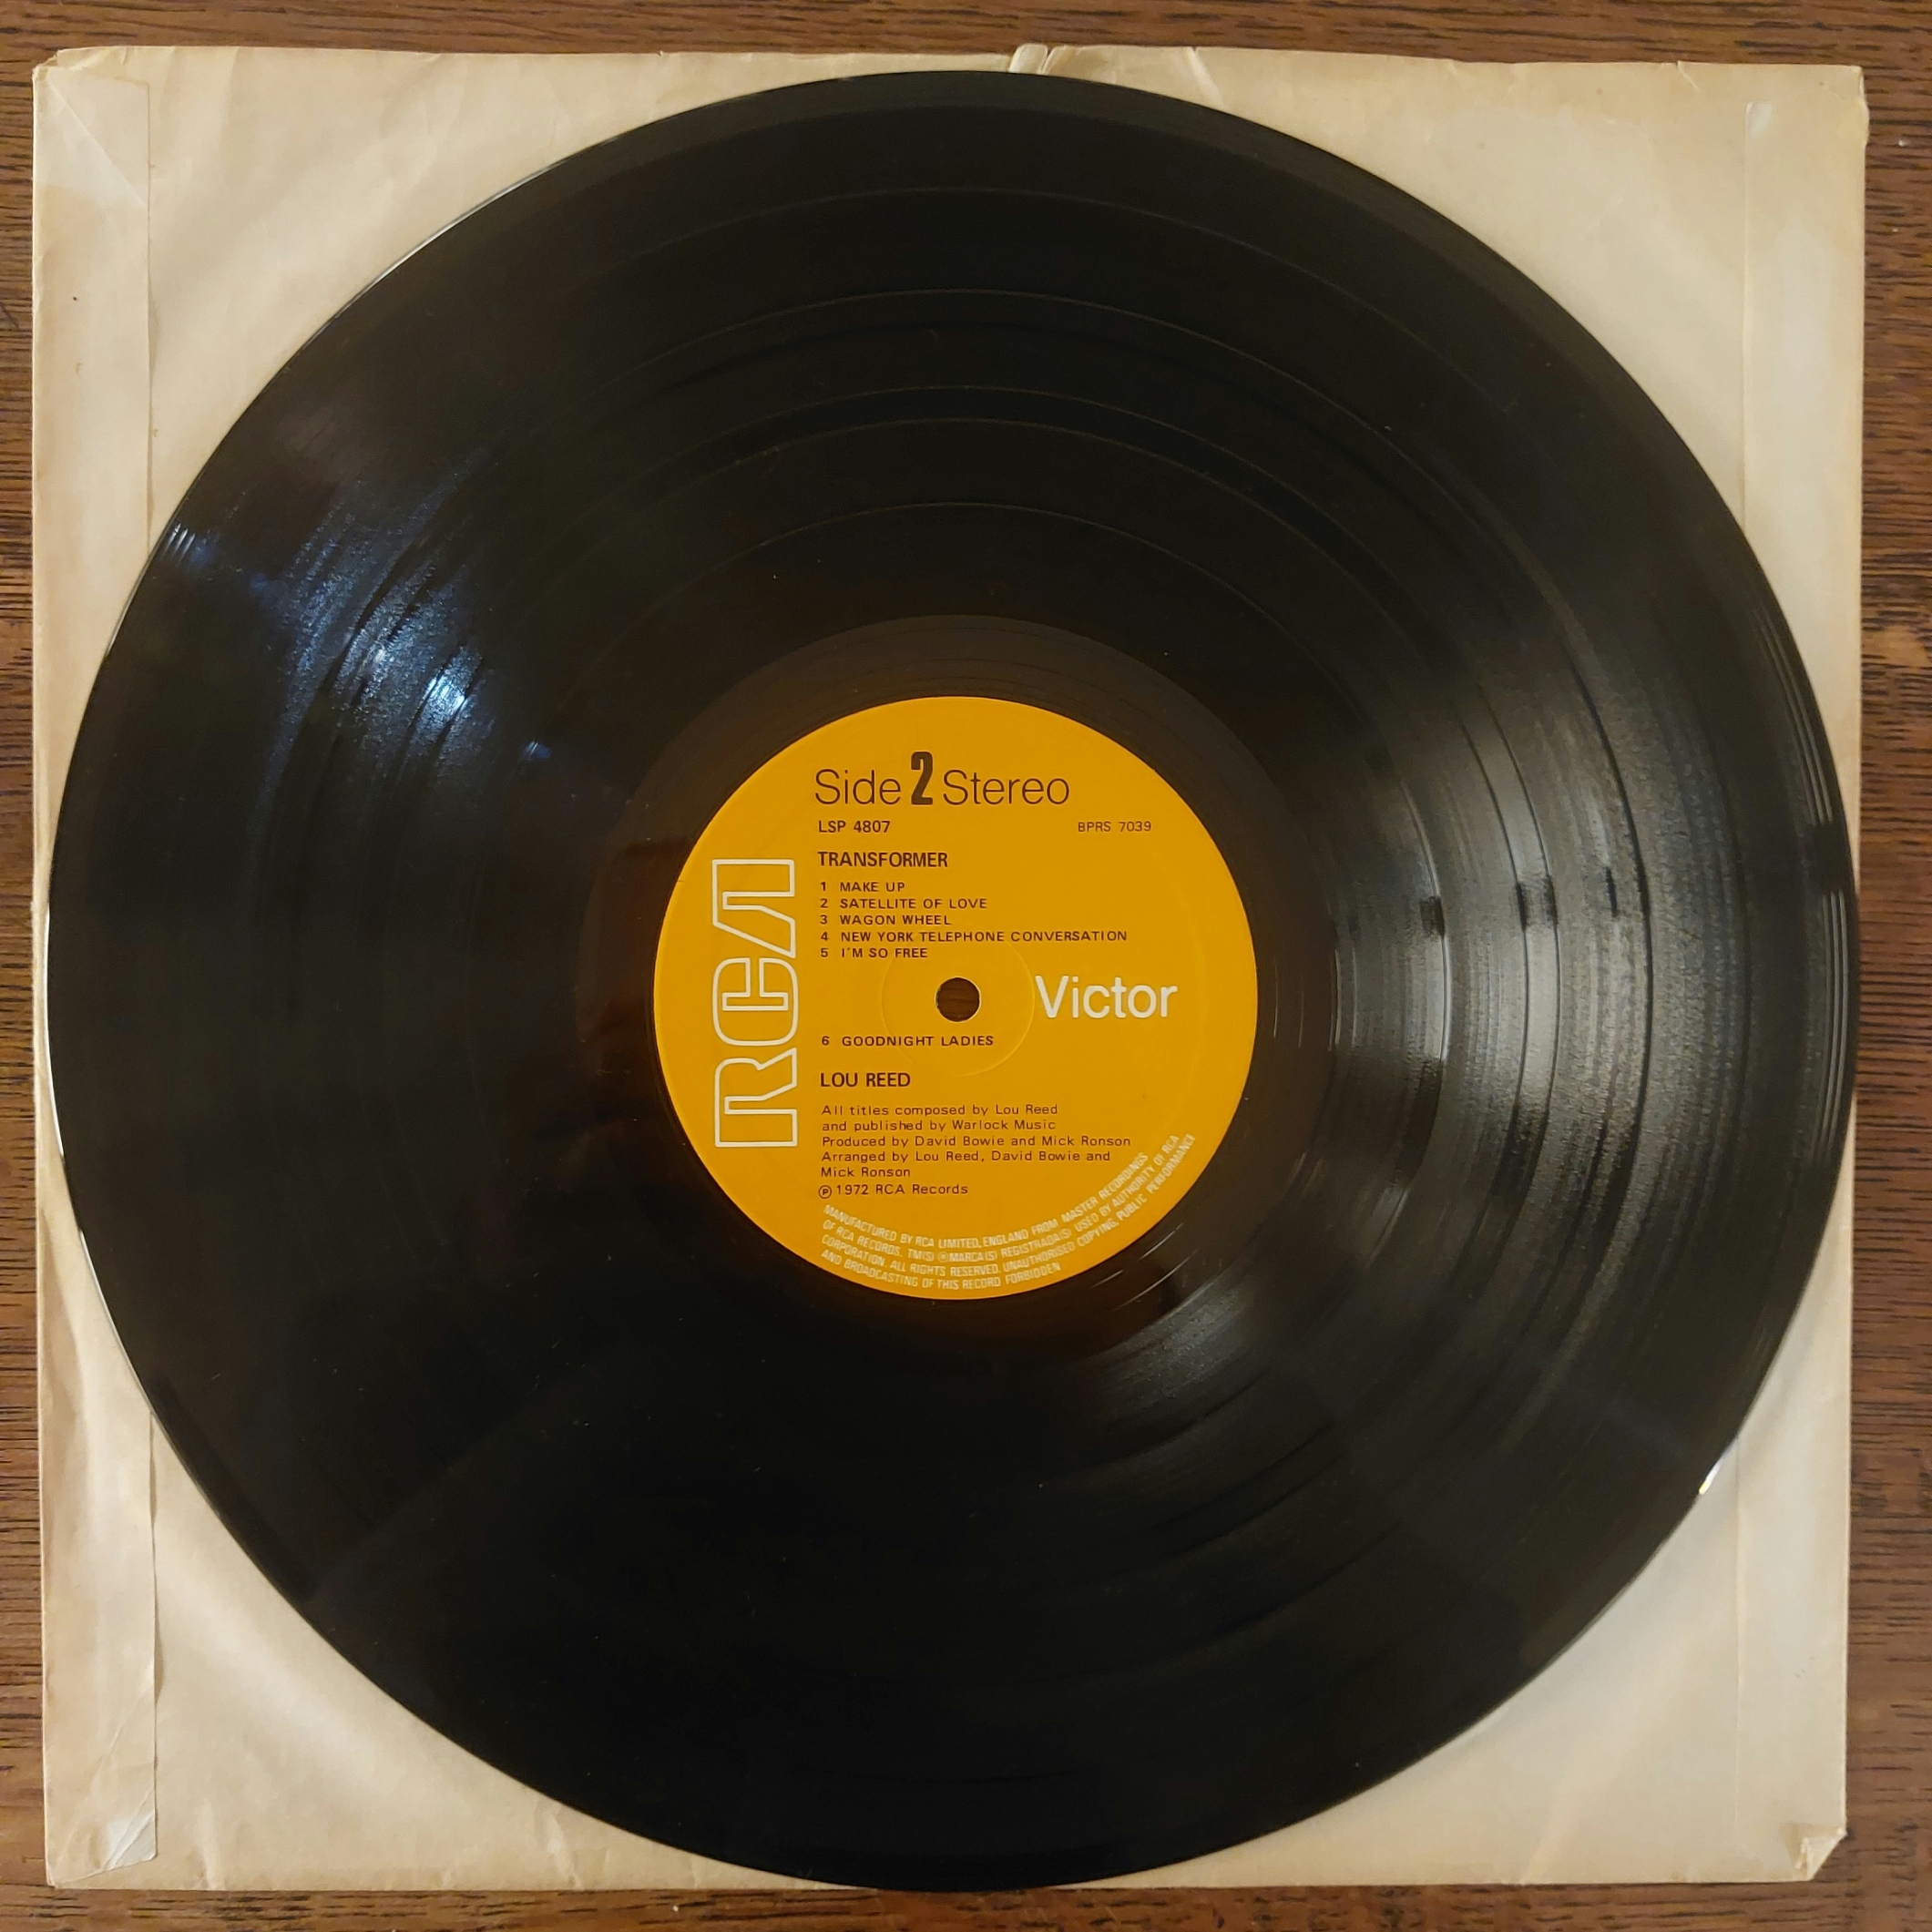 Side 2 Stereo
LSP 4807 BPRS 7039
TRANSFORMER
1 MAKE UP
2 SATELLITE OF LOVE
3 WAGON WHEEL
4 NEW YORK TELEPHONE CONVERSATION
5 I'M SO FREE
RCA
Victor
6 GOODNIGHT LADIES
LOU REED
All titles composed by Lou Reed
and published by Warlock Music
Produced by David Bowie and Mick Ronson
Arranged by Lou Reed, David Bowie and
Mick Ronson
℗ 1972 RCA Records
MANUFACTURED BY RCA LIMITED, ENGLAND FROM MASTER RECORDINGS
OF RCA RECORDS. TM(S) ® MARCA(S) REGISTRADA(S) USED BY AUTHORITY OF RCA
CORPORATION. ALL RIGHTS RESERVED. UNAUTHORISED COPYING, PUBLIC PERFORMANCE
AND BROADCASTING OF THIS RECORD FORBIDDEN